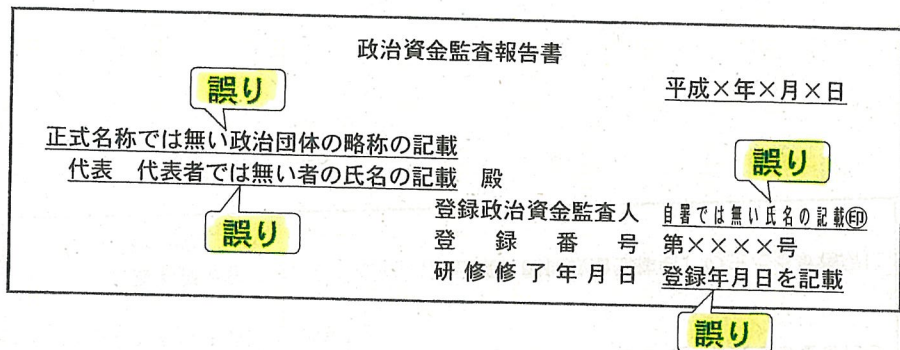 政治資金監査報告書
平成×年×月×日
誤り
正式名称では無い政治団体の略称の記載
代表　代表者では無い者の氏名の記載　殿
誤り
誤り
登録政治資金監査人　自署では無い氏名の記載㊞
登録番号　第××××号
研修修了年月日　登録年月日を記載
誤り